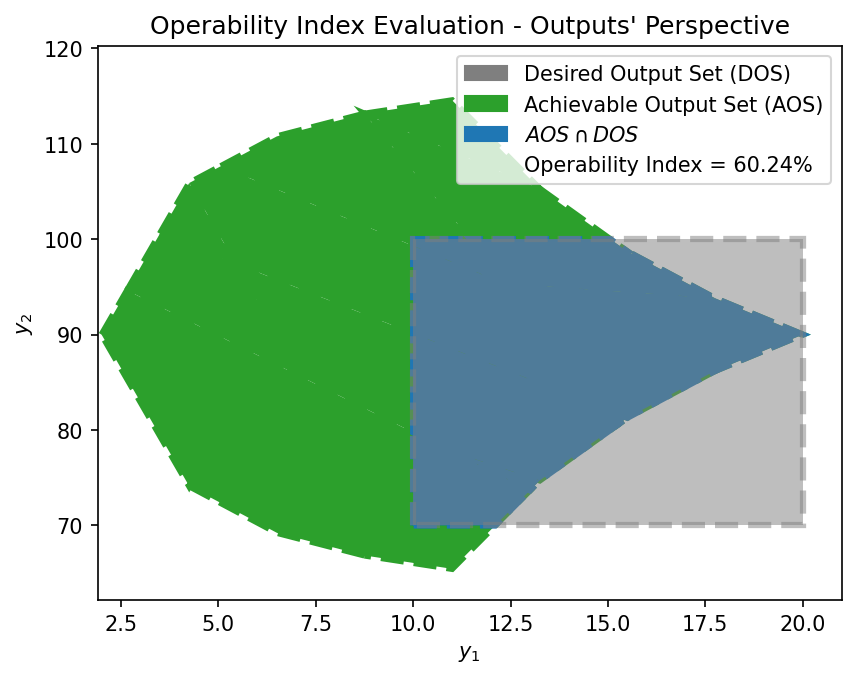 Operability Index Evaluation - Outputs' Perspective
120
110
100
90
80
70
y₂
Desired Output Set (DOS)
Achievable Output Set (AOS)
AOS ∩ DOS
Operability Index = 60.24%
2.5 5.0 7.5 10.0 12.5 15.0 17.5 20.0
y₁